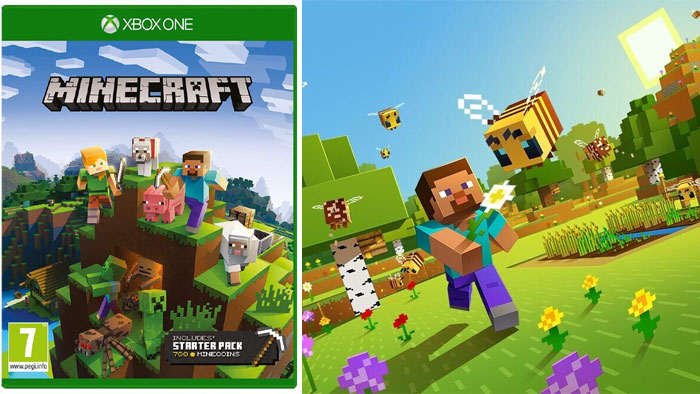 XBOX ONE
MINECRAFT
INCLUDES
STARTER PACK
700 MINECOINS
7
www.pegi.info